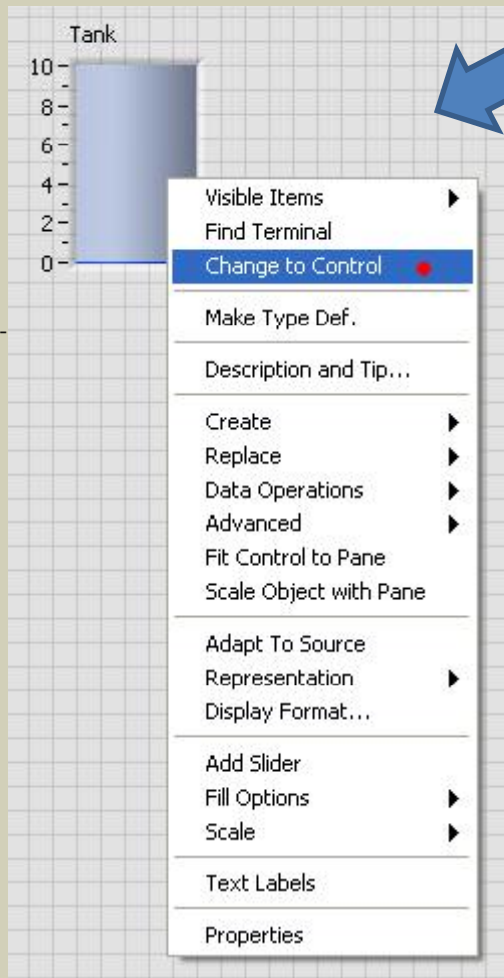 Tank
10
8
6
4
2
0
Visible Items
Find Terminal
Change to Control
Make Type Def.
Description and Tip...
Create
Replace
Data Operations
Advanced
Fit Control to Pane
Scale Object with Pane
Adapt To Source
Representation
Display Format...
Add Slider
Fill Options
Scale
Text Labels
Properties